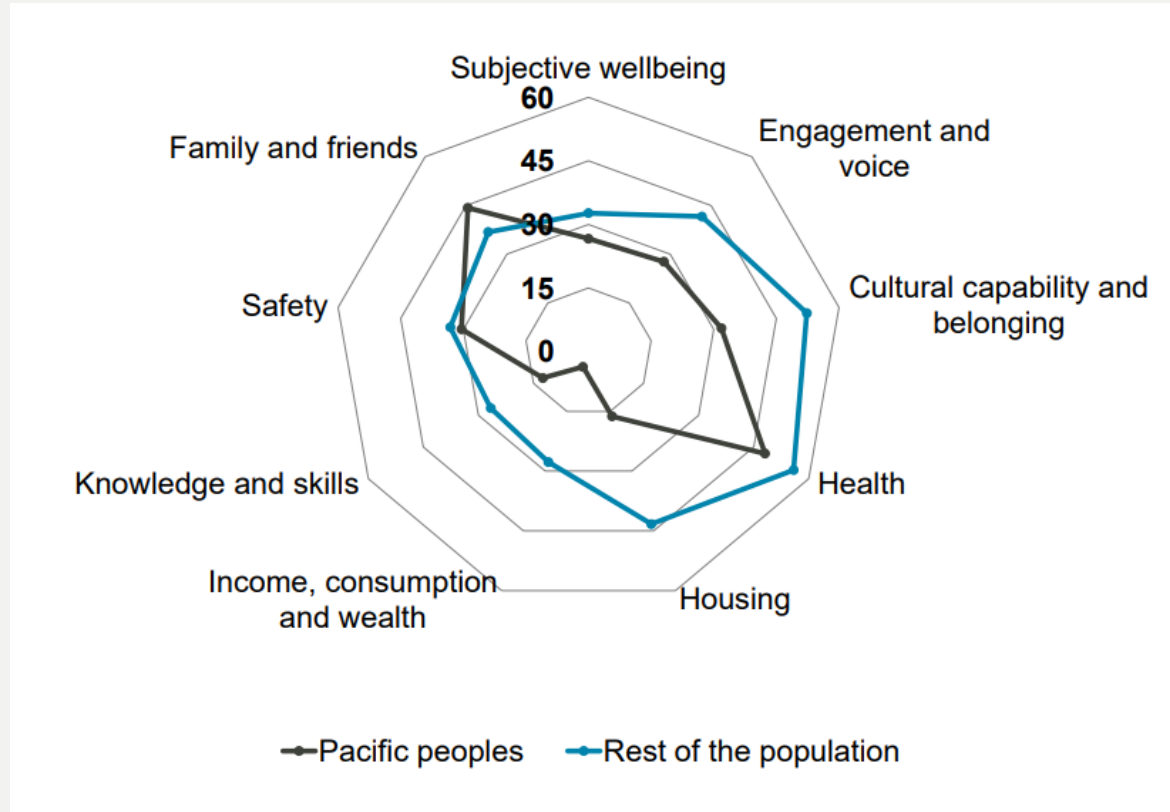 Subjective wellbeing
60
Engagement and
voice
Family and friends
45
30
Cultural capability and
belonging
Safety
15
0
Knowledge and skills
Health
Income, consumption
and wealth
Housing
Pacific peoples
Rest of the population